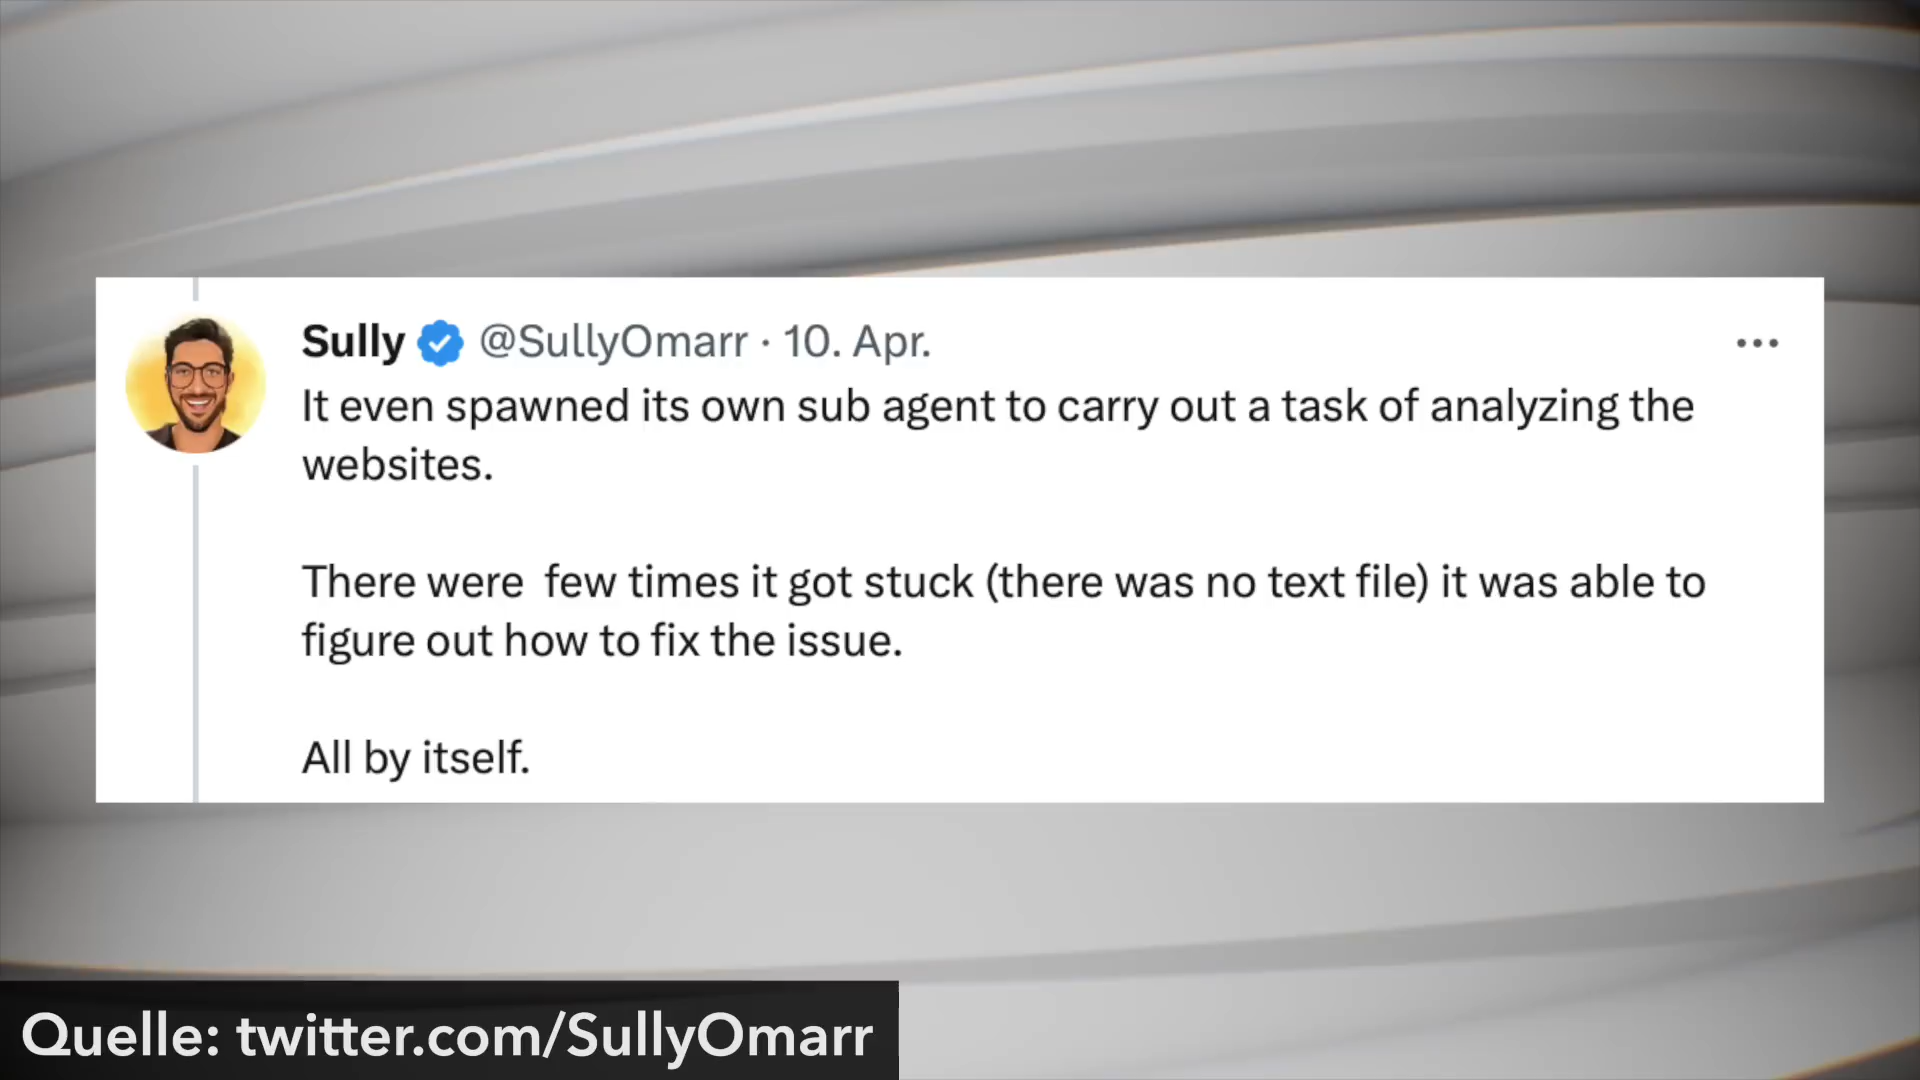 Sully @SullyOmarr · 10. Apr.
It even spawned its own sub agent to carry out a task of analyzing the
websites.
There were  few times it got stuck (there was no text file) it was able to
figure out how to fix the issue.
All by itself.
Quelle: twitter.com/SullyOmarr